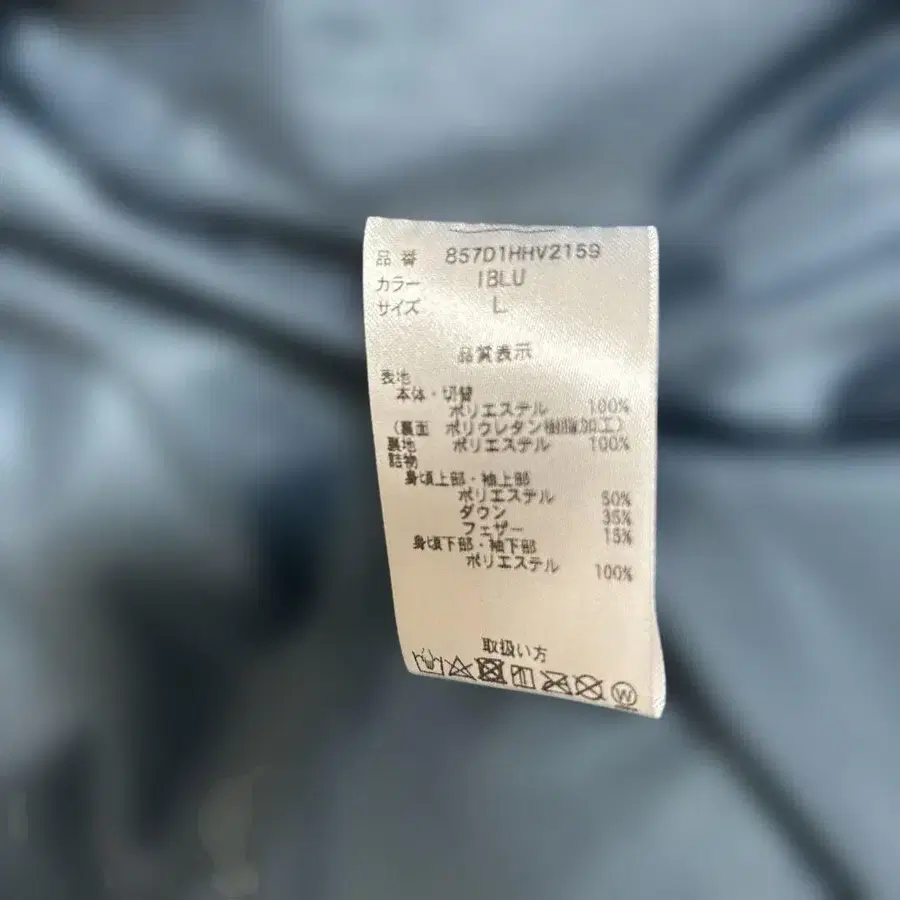 品番 857D1HHV2159
カラー IBLU
サイズ L
品質表示
表地
本体・切替
ポリエステル 100%
(裏面 ポリウレタン樹脂加工)
裏地 ポリエステル 100%
詰物
身頃上部・袖上部
ポリエステル 50%
ダウン 35%
フェザー 15%
身頃下部・袖下部
ポリエステル 100%
取扱い方
W